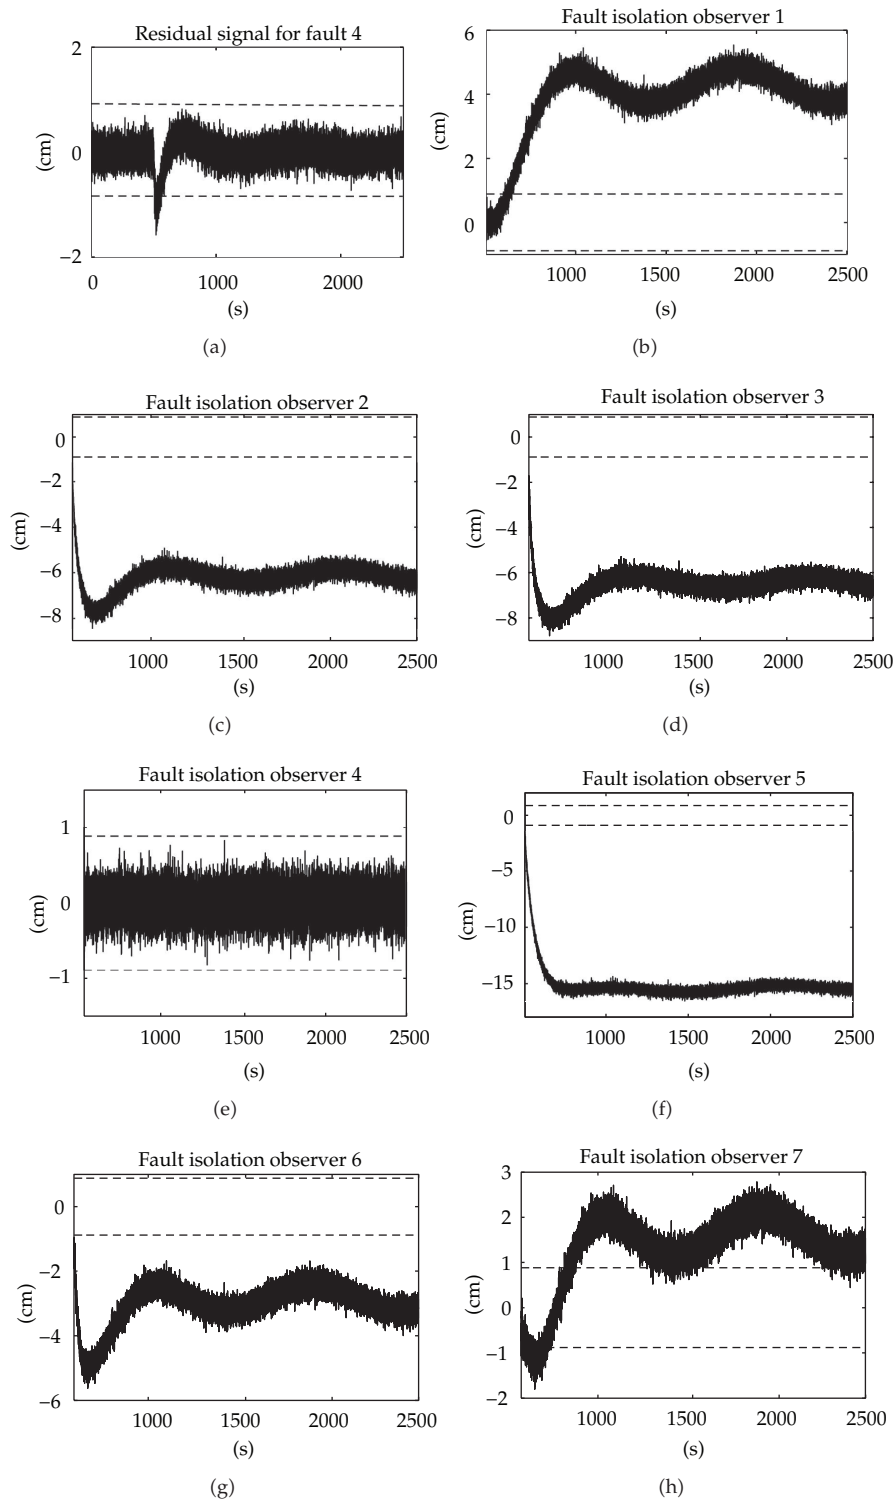 Residual signal for fault 4
2
0
−2
(cm)
0
1000
2000
(s)
(a)
Fault isolation observer 1
6
4
2
0
(cm)
1000
1500
2000
2500
(s)
(b)
Fault isolation observer 2
0
−2
−4
−6
−8
(cm)
1000
1500
2000
2500
(s)
(c)
Fault isolation observer 3
0
−2
−4
−6
−8
(cm)
1000
1500
2000
2500
(s)
(d)
Fault isolation observer 4
1
0
−1
(cm)
1000
1500
2000
2500
(s)
(e)
Fault isolation observer 5
0
−5
−10
−15
(cm)
1000
1500
2000
2500
(s)
(f)
Fault isolation observer 6
0
−2
−4
−6
(cm)
1000
1500
2000
2500
(s)
(g)
Fault isolation observer 7
3
2
1
0
−1
−2
(cm)
1000
1500
2000
2500
(s)
(h)